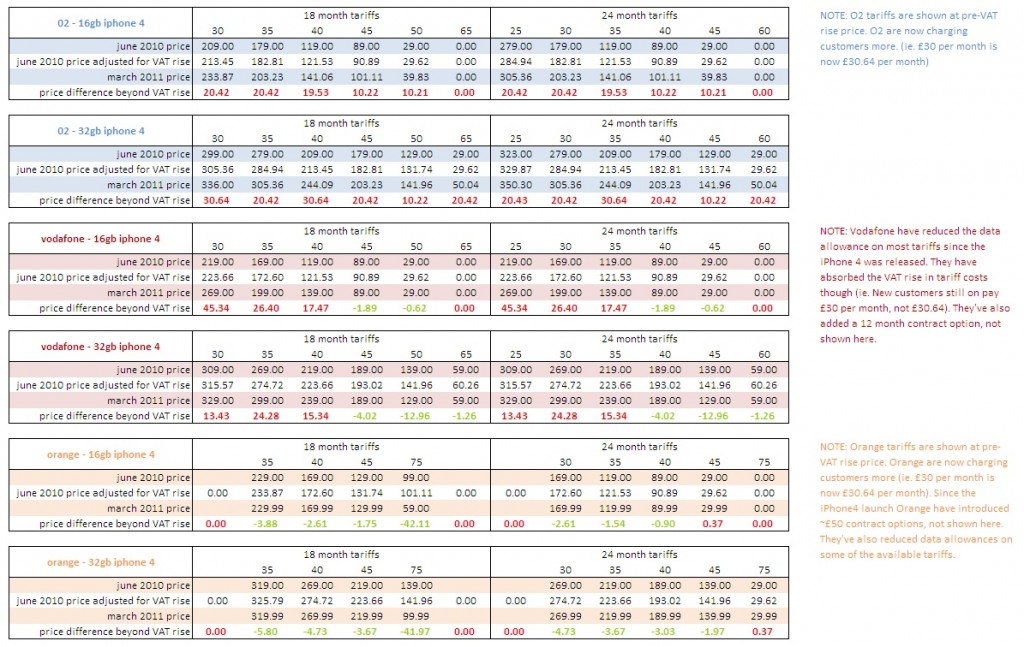 18 month tariffs 24 month tariffs
02 - 16gb iphone 4
30 35 40 45 50 65 25 30 35 40 45 60
june 2010 price 209.00 179.00 119.00 89.00 29.00 0.00 279.00 179.00 119.00 89.00 29.00 0.00
june 2010 price adjusted for VAT rise 213.45 182.81 121.53 90.89 29.62 0.00 284.94 182.81 121.53 90.89 29.62 0.00
march 2011 price 233.87 203.23 141.06 101.11 39.83 0.00 305.36 203.23 141.06 101.11 39.83 0.00
price difference beyond VAT rise 20.42 20.42 19.53 10.22 10.21 0.00 20.42 20.42 19.53 10.22 10.21 0.00
NOTE: O2 tariffs are shown at pre-VAT
rise price. O2 are now charging
customers more. (ie. £30 per month is
now £30.64 per month)
18 month tariffs 24 month tariffs
02 - 32gb iphone 4
30 35 40 45 50 65 25 30 35 40 45 60
june 2010 price 299.00 279.00 209.00 179.00 129.00 29.00 323.00 279.00 209.00 179.00 129.00 29.00
june 2010 price adjusted for VAT rise 305.36 284.94 213.45 182.81 131.74 29.62 329.87 284.94 213.45 182.81 131.74 29.62
march 2011 price 336.00 305.36 244.09 203.23 141.96 50.04 350.30 305.36 244.09 203.23 141.96 50.04
price difference beyond VAT rise 30.64 20.42 30.64 20.42 10.22 20.42 20.43 20.42 30.64 20.42 10.22 20.42
18 month tariffs 24 month tariffs
vodafone - 16gb iphone 4
30 35 40 45 50 65 25 30 35 40 45 60
june 2010 price 219.00 169.00 119.00 89.00 29.00 0.00 219.00 169.00 119.00 89.00 29.00 0.00
june 2010 price adjusted for VAT rise 223.66 172.60 121.53 90.89 29.62 0.00 223.66 172.60 121.53 90.89 29.62 0.00
march 2011 price 269.00 199.00 139.00 89.00 29.00 0.00 269.00 199.00 139.00 89.00 29.00 0.00
price difference beyond VAT rise 45.34 26.40 17.47 -1.89 -0.62 0.00 45.34 26.40 17.47 -1.89 -0.62 0.00
NOTE: Vodafone have reduced the data
allowance on most tariffs since the
iPhone 4 was released. They have
absorbed the VAT rise in tariff costs
though (ie. New customers still on pay
£30 per month, not £30.64). They've also
added a 12 month contract option, not
shown here.
18 month tariffs 24 month tariffs
vodafone - 32gb iphone 4
30 35 40 45 50 65 25 30 35 40 45 60
june 2010 price 309.00 269.00 219.00 189.00 139.00 59.00 309.00 269.00 219.00 189.00 139.00 59.00
june 2010 price adjusted for VAT rise 315.57 274.72 223.66 193.02 141.96 60.26 315.57 274.72 223.66 193.02 141.96 60.26
march 2011 price 329.00 299.00 239.00 189.00 129.00 59.00 329.00 299.00 239.00 189.00 129.00 59.00
price difference beyond VAT rise 13.43 24.28 15.34 -4.02 -12.96 -1.26 13.43 24.28 15.34 -4.02 -12.96 -1.26
18 month tariffs 24 month tariffs
orange - 16gb iphone 4
35 40 45 75 30 35 40 45 75
june 2010 price 229.00 169.00 129.00 99.00 169.00 119.00 89.00 29.00 0.00
june 2010 price adjusted for VAT rise 0.00 233.87 172.60 131.74 101.11 0.00 0.00 172.60 121.53 90.89 29.62 0.00
march 2011 price 229.99 169.99 129.99 59.00 169.99 119.99 89.99 29.99 0.00
price difference beyond VAT rise 0.00 -3.88 -2.61 -1.75 -42.11 0.00 0.00 -2.61 -1.54 -0.90 0.37 0.00
NOTE: Orange tariffs are shown at pre-
VAT rise price. Orange are now charging
customers more (ie. £30 per month is
now £30.64 per month). Since the
iPhone4 launch Orange have introduced
~£50 contract options, not shown here.
They've also reduced data allowances on
some of the available tariffs.
18 month tariffs 24 month tariffs
orange - 32gb iphone 4
35 40 45 75 30 35 40 45 75
june 2010 price 319.00 269.00 219.00 139.00 269.00 219.00 189.00 139.00 29.00
june 2010 price adjusted for VAT rise 0.00 325.79 274.72 223.66 141.96 0.00 0.00 274.72 223.66 193.02 141.96 29.62
march 2011 price 319.99 269.99 219.99 99.99 269.99 219.99 189.99 139.99 29.99
price difference beyond VAT rise 0.00 -5.80 -4.73 -3.67 -41.97 0.00 0.00 -4.73 -3.67 -3.03 -1.97 0.37